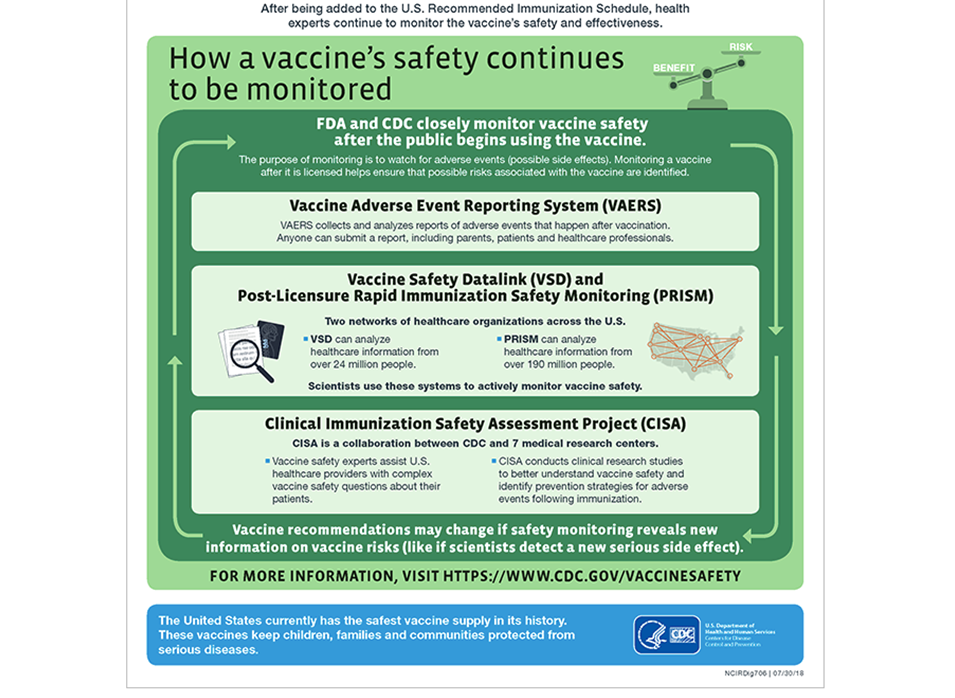 After being added to the U.S. Recommended Immunization Schedule, health
experts continue to monitor the vaccine's safety and effectiveness.
How a vaccine's safety continues
to be monitored
BENEFIT
RISK
FDA and CDC closely monitor vaccine safety
after the public begins using the vaccine.
The purpose of monitoring is to watch for adverse events (possible side effects). Monitoring a vaccine
after it is licensed helps ensure that possible risks associated with the vaccine are identified.
Vaccine Adverse Event Reporting System (VAERS)
VAERS collects and analyzes reports of adverse events that happen after vaccination.
Anyone can submit a report, including parents, patients and healthcare professionals.
Vaccine Safety Datalink (VSD) and
Post-Licensure Rapid Immunization Safety Monitoring (PRISM)
Two networks of healthcare organizations across the U.S.
VSD can analyze
healthcare information from
over 24 million people.
PRISM can analyze
healthcare information from
over 190 million people.
Scientists use these systems to actively monitor vaccine safety.
Clinical Immunization Safety Assessment Project (CISA)
CISA is a collaboration between CDC and 7 medical research centers.
Vaccine safety experts assist U.S.
healthcare providers with complex
vaccine safety questions about their
patients.
CISA conducts clinical research studies
to better understand vaccine safety and
identify prevention strategies for adverse
events following immunization.
Vaccine recommendations may change if safety monitoring reveals new
information on vaccine risks (like if scientists detect a new serious side effect).
FOR MORE INFORMATION, VISIT HTTPS://WWW.CDC.GOV/VACCINESAFETY
The United States currently has the safest vaccine supply in its history.
These vaccines keep children, families and communities protected from
serious diseases.
CDC
U.S. Department of
Health and Human Services
Centers for Disease
Control and Prevention
NCIRDig706 | 07/30/18